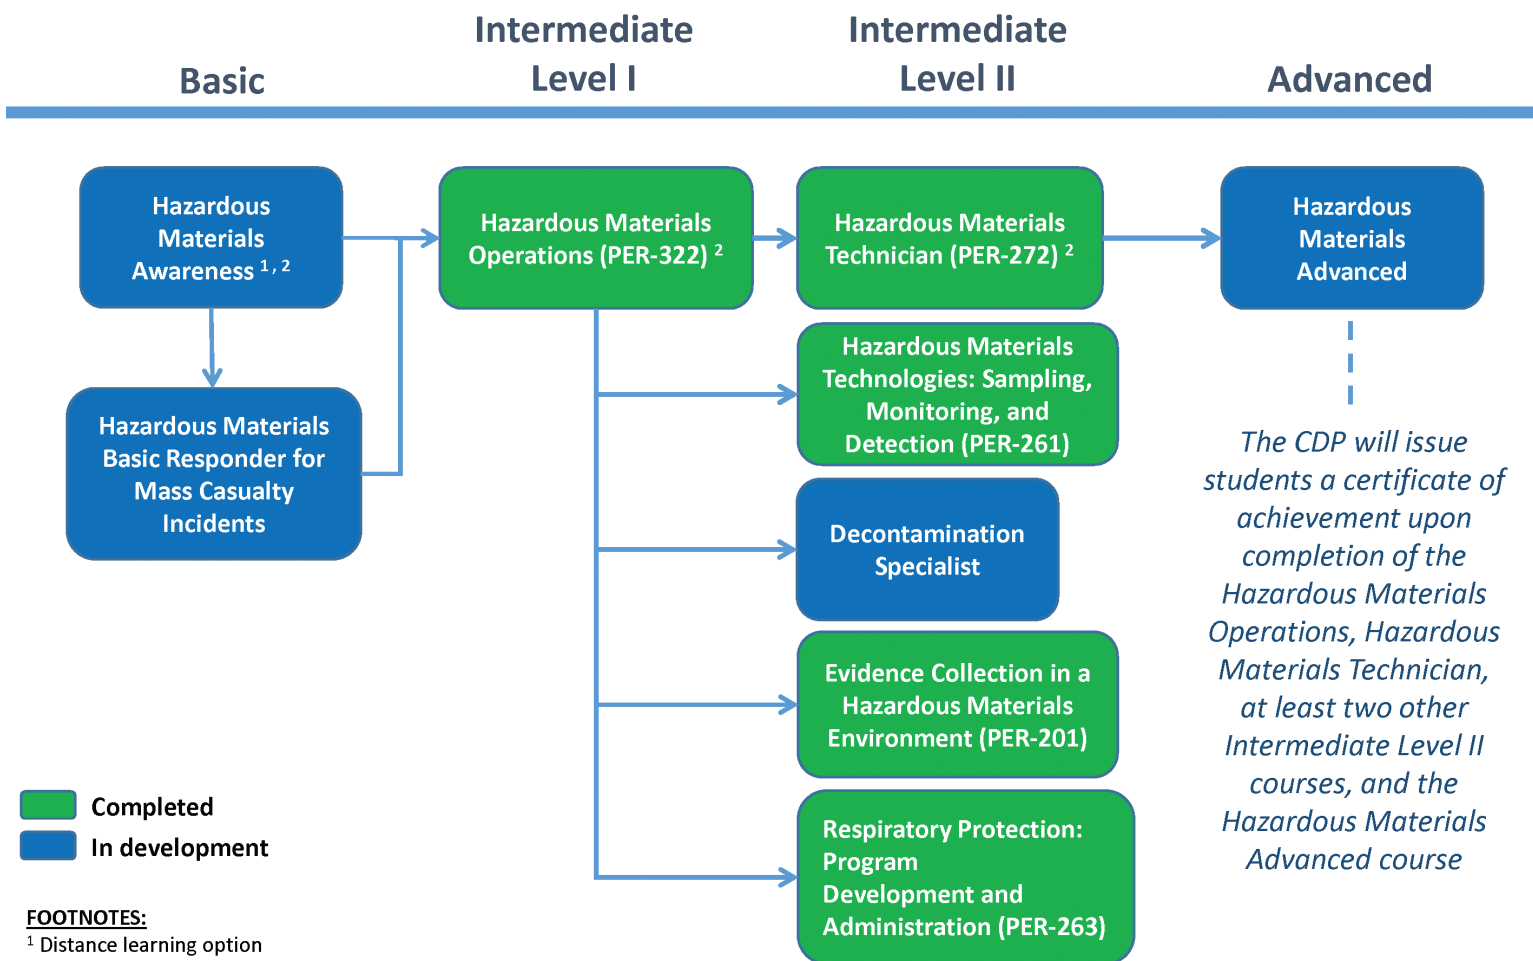 Basic
Intermediate
Level I
Intermediate
Level II
Advanced
Hazardous
Materials
Awareness 1, 2
Hazardous Materials
Basic Responder for
Mass Casualty
Incidents
Hazardous Materials
Operations (PER-322) 2
Hazardous Materials
Technician (PER-272) 2
Hazardous Materials
Technologies: Sampling,
Monitoring, and
Detection (PER-261)
Decontamination
Specialist
Evidence Collection in a
Hazardous Materials
Environment (PER-201)
Respiratory Protection:
Program
Development and
Administration (PER-263)
Hazardous
Materials
Advanced
The CDP will issue
students a certificate of
achievement upon
completion of the
Hazardous Materials
Operations, Hazardous
Materials Technician,
at least two other
Intermediate Level II
courses, and the
Hazardous Materials
Advanced course
Completed
In development
FOOTNOTES:
1 Distance learning option